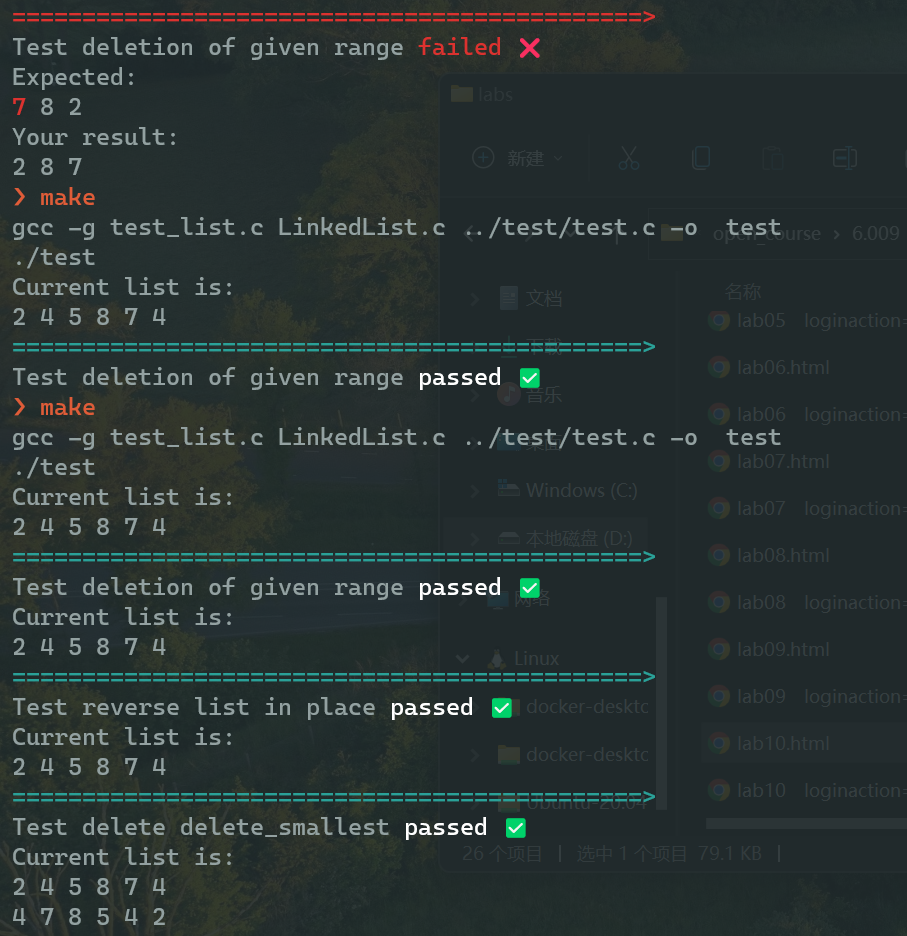 ==============================================>
Test deletion of given range failed ❌
Expected:
7 8 2
Your result:
2 8 7
❯ make
gcc -g test_list.c LinkedList.c ../test/test.c -o  test
./test
Current list is:
2 4 5 8 7 4
==============================================>
Test deletion of given range passed ✅
❯ make
gcc -g test_list.c LinkedList.c ../test/test.c -o  test
./test
Current list is:
2 4 5 8 7 4
==============================================>
Test deletion of given range passed ✅
Current list is:
2 4 5 8 7 4
==============================================>
Test reverse list in place passed ✅
Current list is:
2 4 5 8 7 4
==============================================>
Test delete delete_smallest passed ✅
Current list is:
2 4 5 8 7 4
4 7 8 5 4 2
labs
新建
open_course > 6.009
文档
下载
音乐
桌面
Windows (C:)
本地磁盘 (D:)
网络
Linux
docker-desktc
docker-desktc
Ubuntu-20.04
名称
lab05 loginaction=
lab06.html
lab06 loginaction=
lab07.html
lab07 loginaction=
lab08.html
lab08 loginaction=
lab09.html
lab09 loginaction=
lab10.html
lab10 loginaction=
26 个项目 | 选中 1 个项目 79.1 KB |